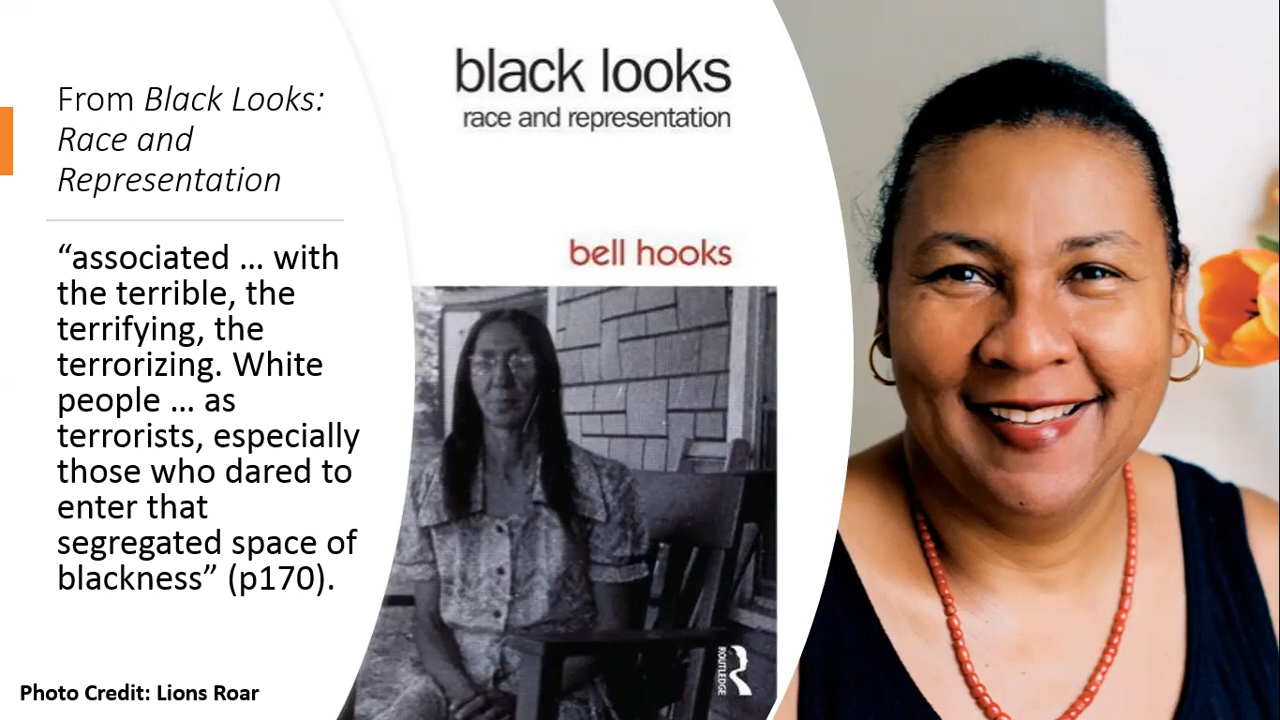 From Black Looks:
Race and
Representation
“associated ... with
the terrible, the
terrifying, the
terrorizing. White
people ... as
terrorists, especially
those who dared to
enter that
segregated space of
blackness” (p170).
Photo Credit: Lions Roar
black looks
race and representation
bell hooks
ROUTLEDGE